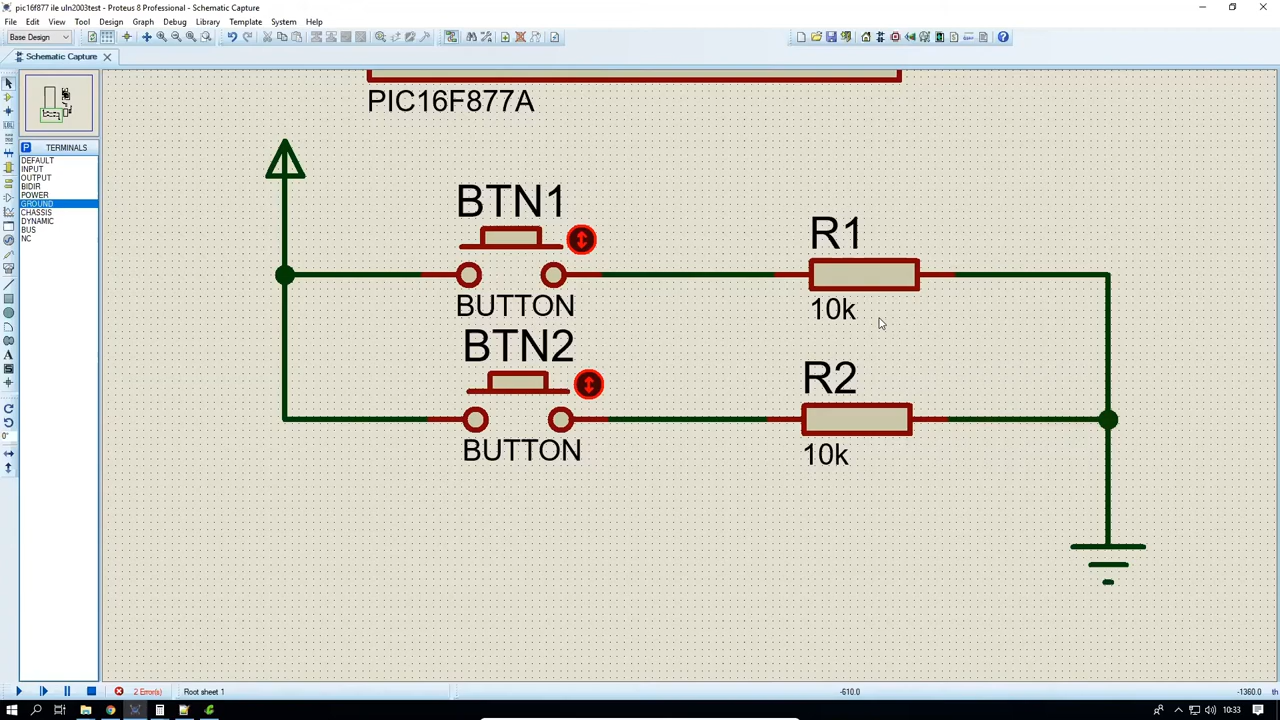 pic16f877 ile uln2003test - Proteus 8 Professional - Schematic Capture
File Edit View Tool Design Graph Debug Library Template System Help
Base Design
Schematic Capture
P TERMINALS
DEFAULT
INPUT
OUTPUT
BIDIR
POWER
GROUND
CHASSIS
DYNAMIC
BUS
NC
PIC16F877A
BTN1
BUTTON
R1
10k
BTN2
BUTTON
R2
10k
2 Error(s)
Root sheet 1
-610.0
-1360.0
th
10:33